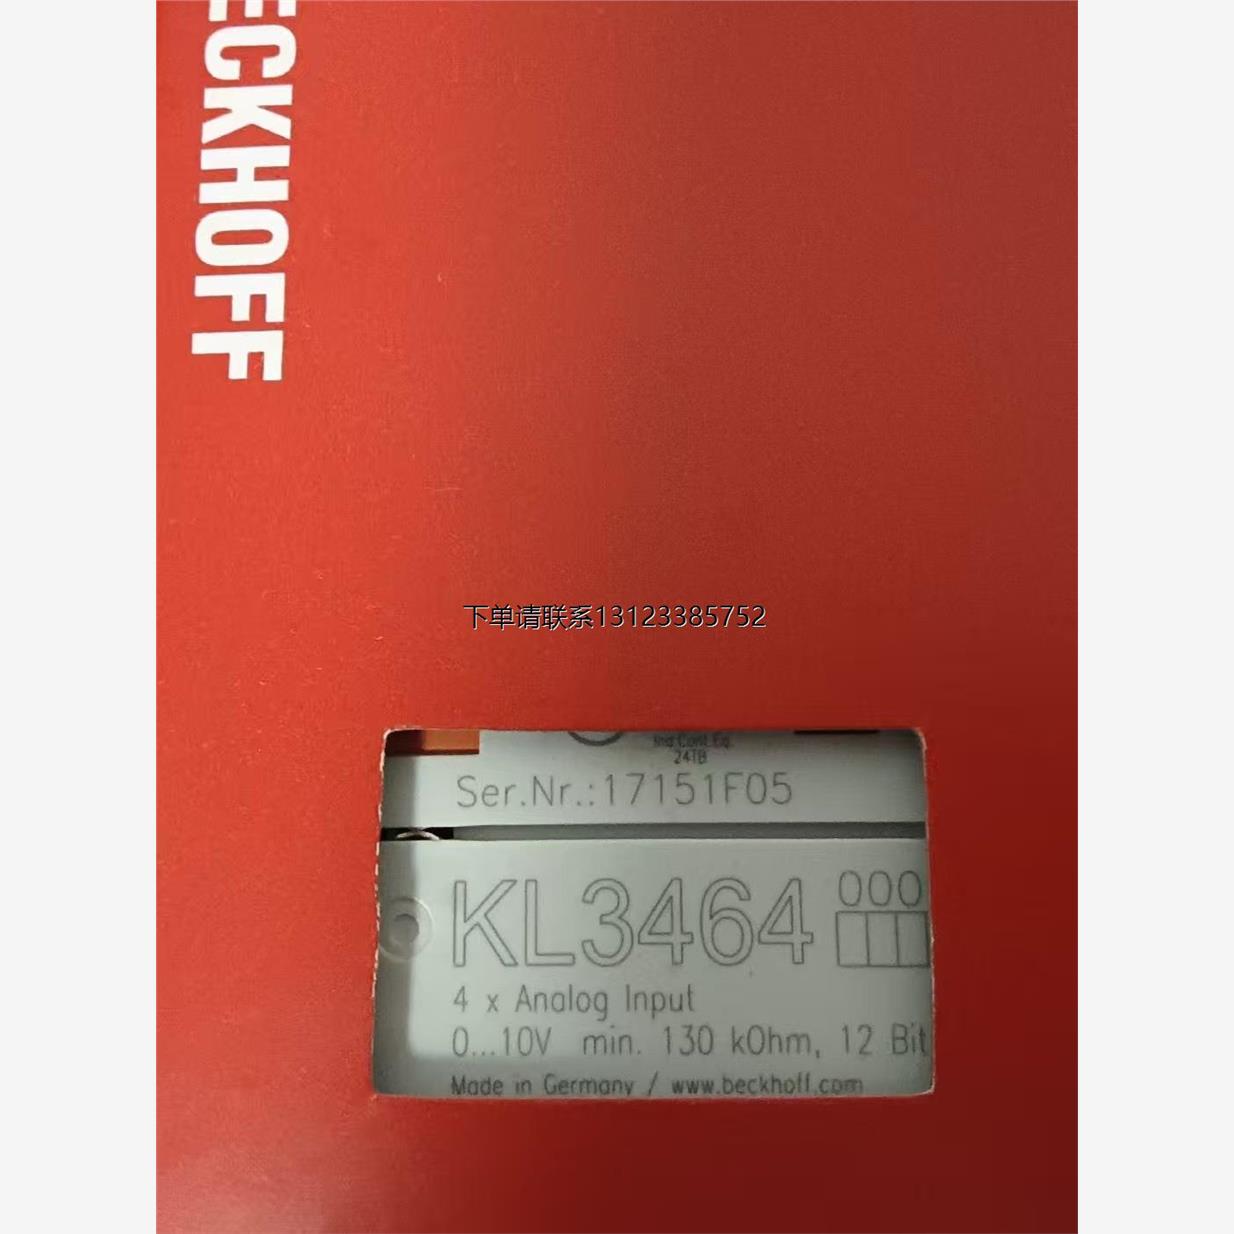 ECKHOFF
下单请联系13123385752
Ind.Cont.Eq.
24TB
Ser.Nr.:17151F05
KL3464 000
4 x Analog Input
0...10V min. 130 kOhm, 12 Bit
Made in Germany / www.beckhoff.com